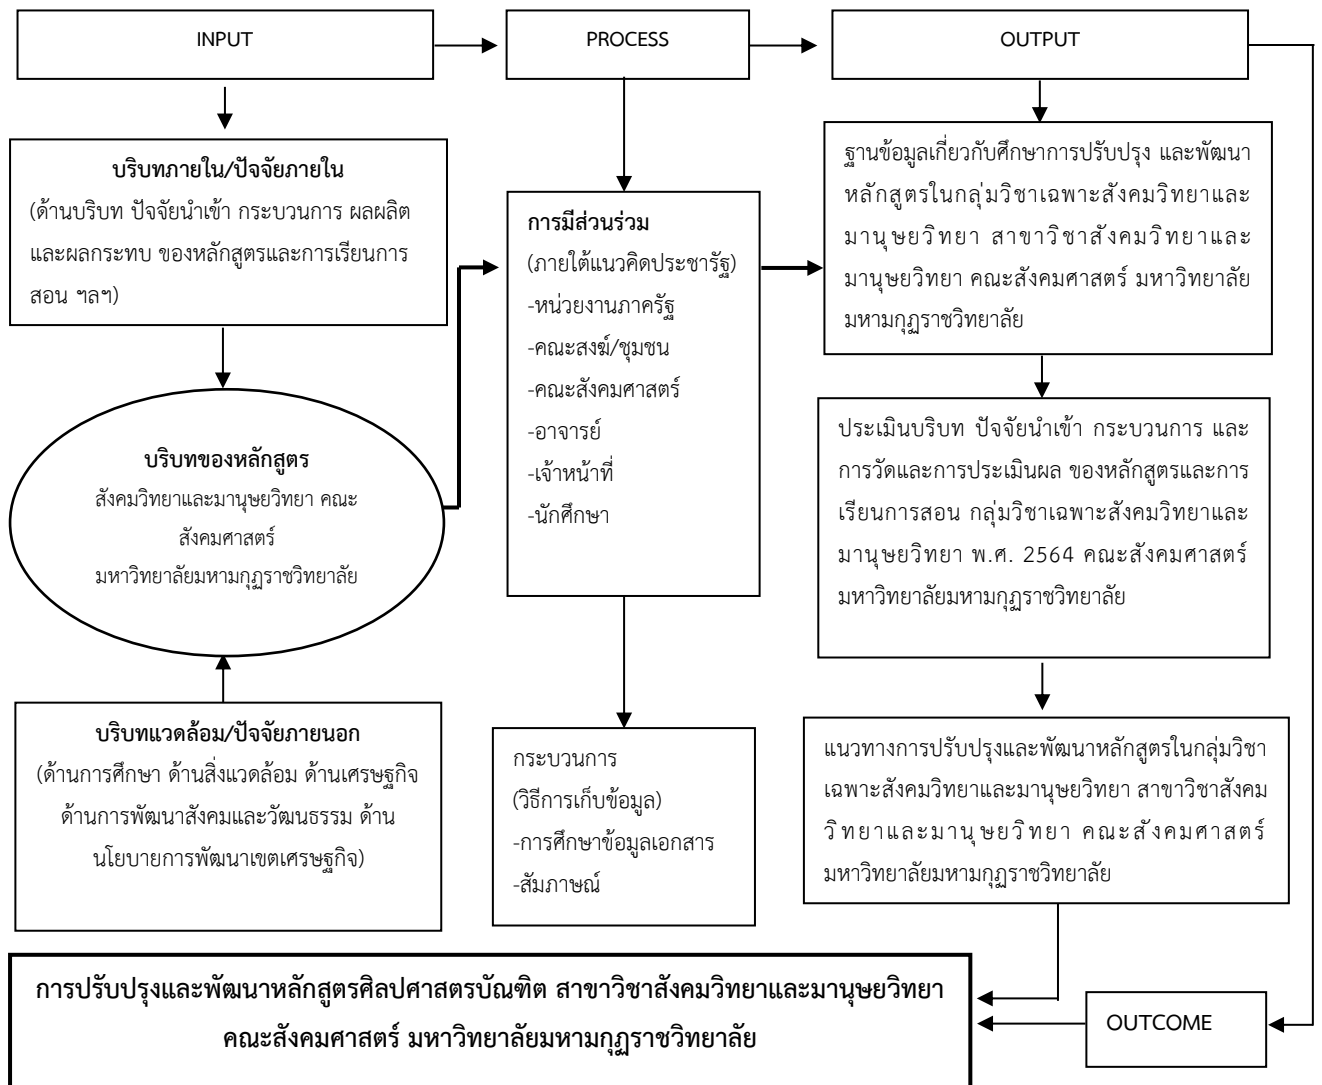 INPUT
PROCESS
OUTPUT
บริบทภายใน/ปัจจัยภายใน
(ด้านบริบท ปัจจัยนำเข้า กระบวนการ ผลผลิต
และผลกระทบ ของหลักสูตรและการเรียนการ
สอน ฯลฯ)
บริบทของหลักสูตร
สังคมวิทยาและมานุษยวิทยา คณะ
สังคมศาสตร์
มหาวิทยาลัยมหามกุฏราชวิทยาลัย
บริบทแวดล้อม/ปัจจัยภายนอก
(ด้านการศึกษา ด้านสิ่งแวดล้อม ด้านเศรษฐกิจ
ด้านการพัฒนาสังคมและวัฒนธรรม ด้าน
นโยบายการพัฒนาเขตเศรษฐกิจ)
การมีส่วนร่วม
(ภายใต้แนวคิดประชารัฐ)
-หน่วยงานภาครัฐ
-คณะสงฆ์/ชุมชน
-คณะสังคมศาสตร์
-อาจารย์
-เจ้าหน้าที่
-นักศึกษา
กระบวนการ
(วิธีการเก็บข้อมูล)
-การศึกษาข้อมูลเอกสาร
-สัมภาษณ์
ฐานข้อมูลเกี่ยวกับศึกษาการปรับปรุง และพัฒนา
หลักสูตรในกลุ่มวิชาเฉพาะสังคมวิทยาและ
มานุษยวิทยา สาขาวิชาสังคมวิทยาและ
มานุษยวิทยา คณะสังคมศาสตร์ มหาวิทยาลัย
มหามกุฏราชวิทยาลัย
ประเมินบริบท ปัจจัยนำเข้า กระบวนการ และ
การวัดและการประเมินผล ของหลักสูตรและการ
เรียนการสอน กลุ่มวิชาเฉพาะสังคมวิทยาและ
มานุษยวิทยา พ.ศ. 2564 คณะสังคมศาสตร์
มหาวิทยาลัยมหามกุฏราชวิทยาลัย
แนวทางการปรับปรุงและพัฒนาหลักสูตรในกลุ่มวิชา
เฉพาะสังคมวิทยาและมานุษยวิทยา สาขาวิชาสังคม
วิทยาและมานุษยวิทยา คณะสังคมศาสตร์
มหาวิทยาลัยมหามกุฏราชวิทยาลัย
การปรับปรุงและพัฒนาหลักสูตรศิลปศาสตรบัณฑิต สาขาวิชาสังคมวิทยาและมานุษยวิทยา
คณะสังคมศาสตร์ มหาวิทยาลัยมหามกุฏราชวิทยาลัย
OUTCOME